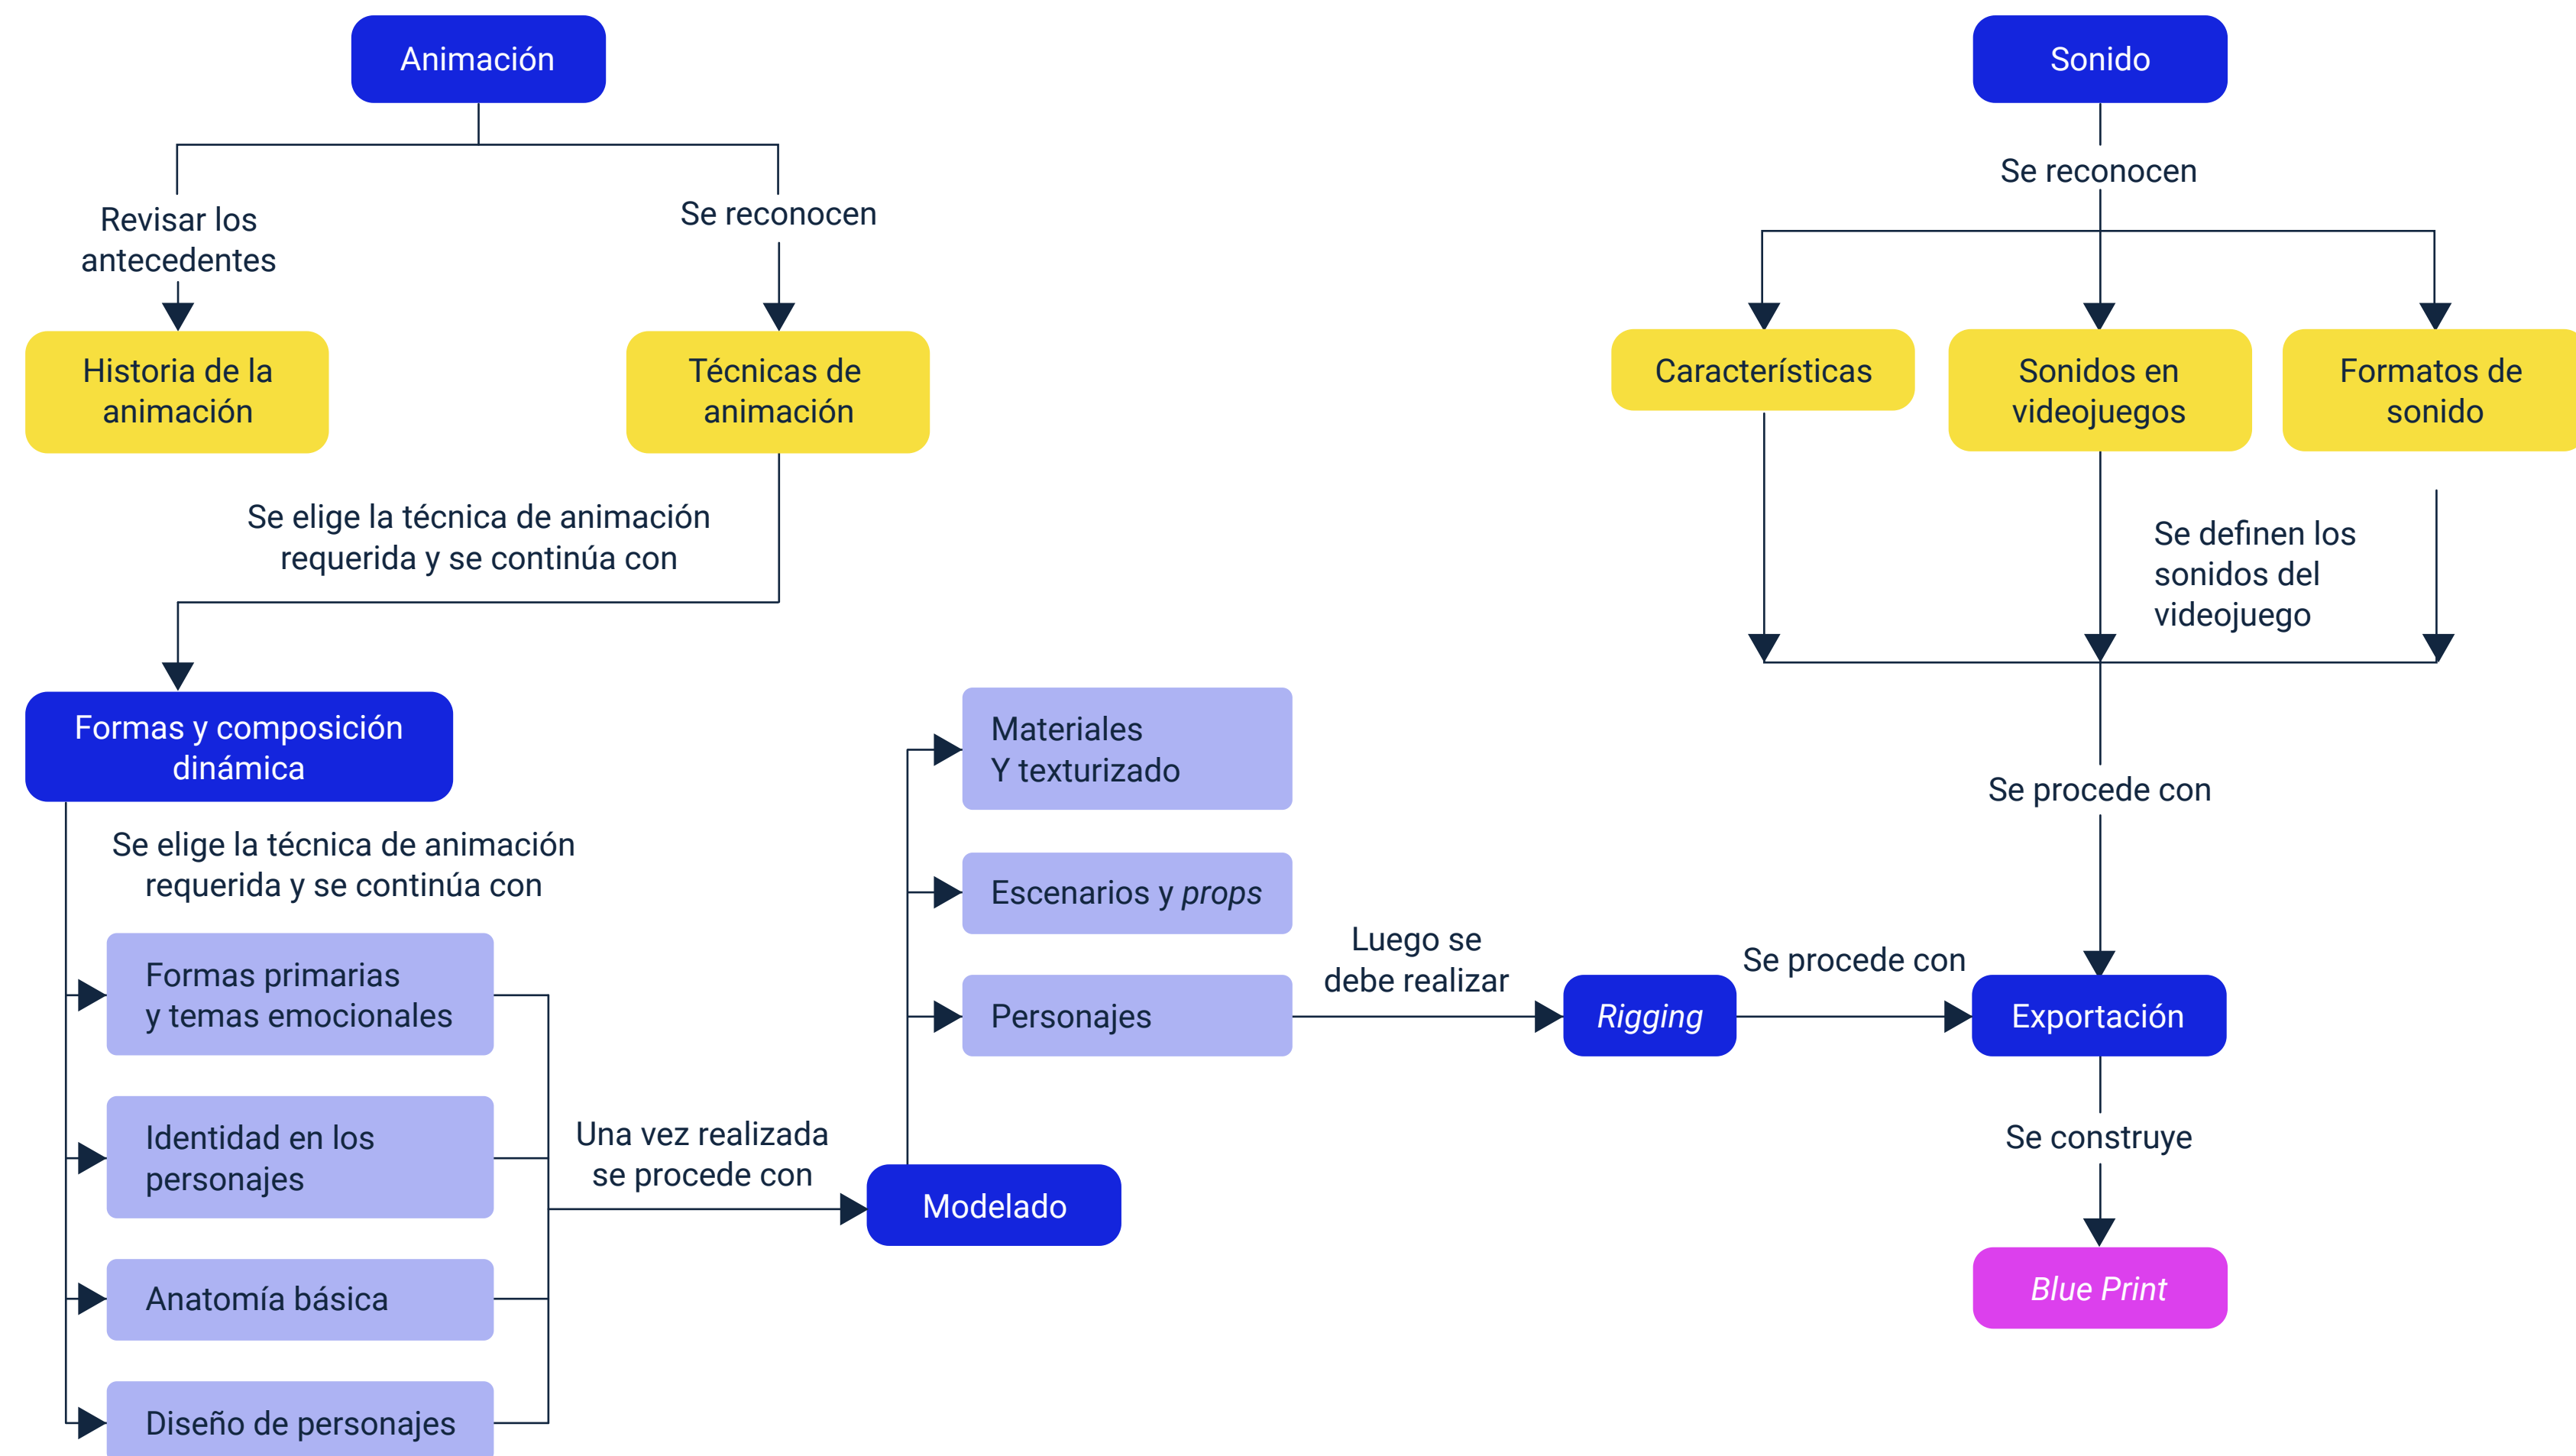 Animación
Revisar los
antecedentes
Se reconocen
Historia de la
animación
Técnicas de
animación
Se elige la técnica de animación
requerida y se continúa con
Formas y composición
dinámica
Se elige la técnica de animación
requerida y se continúa con
Formas primarias
y temas emocionales
Identidad en los
personajes
Anatomía básica
Diseño de personajes
Una vez realizada
se procede con
Modelado
Materiales
Y texturizado
Escenarios y props
Personajes
Luego se
debe realizar
Rigging
Se procede con
Sonido
Se reconocen
Característícas
Sonidos en
videojuegos
Formatos de
sonido
Se definen los
sonidos del
videojuego
Se procede con
Exportación
Se construye
Blue Print